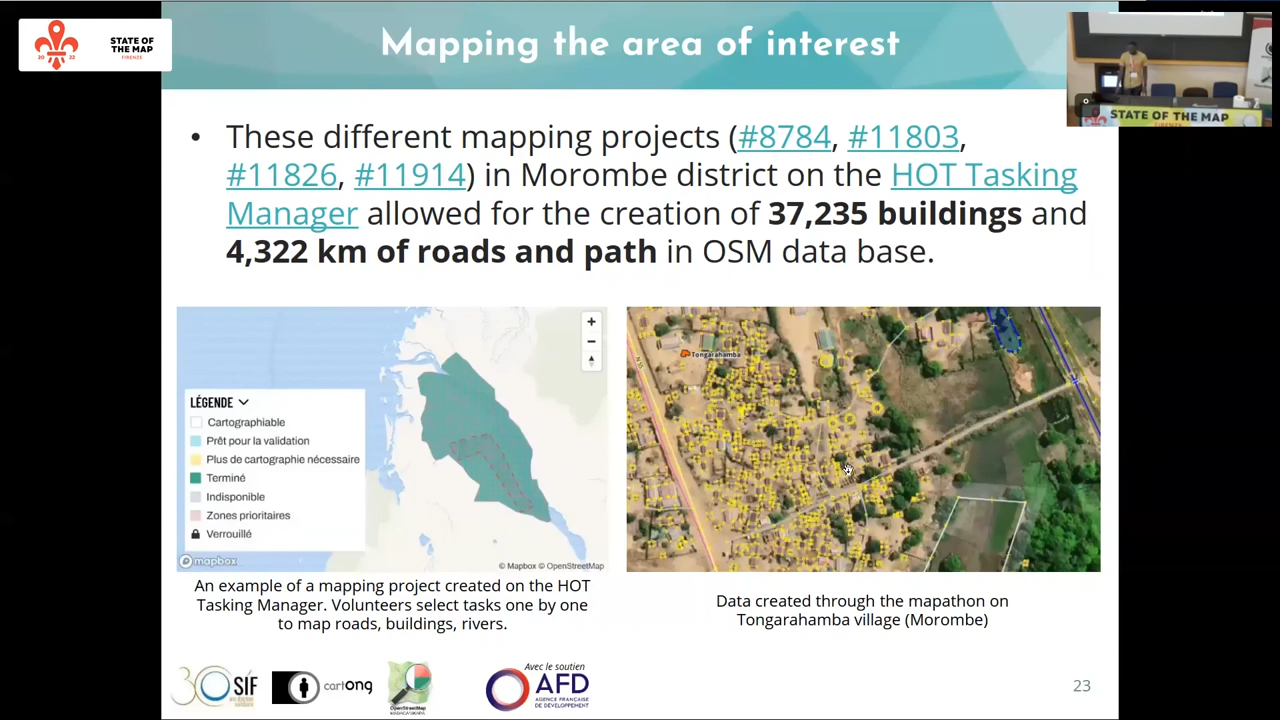 STATE OF
THE MAP
FIRENZE
20 22
Mapping the area of interest
STATE OF THE MAP
• These different mapping projects (#8784, #11803,
#11826, #11914) in Morombe district on the HOT Tasking
Manager allowed for the creation of 37,235 buildings and
4,322 km of roads and path in OSM data base.
LÉGENDE
Cartographiable
Prêt pour la validation
Plus de cartographie nécessaire
Terminé
Indisponible
Zones prioritaires
Verrouillé
mapbox
© Mapbox © OpenStreetMap
Tongarahamba
An example of a mapping project created on the HOT
Tasking Manager. Volunteers select tasks one by one
to map roads, buildings, rivers.
Data created through the mapathon on
Tongarahamba village (Morombe)
30 SIF
cartong
OpenStreetMap
Avec le soutien
AFD
AGENCE FRANÇAISE
DE DÉVELOPPEMENT
23